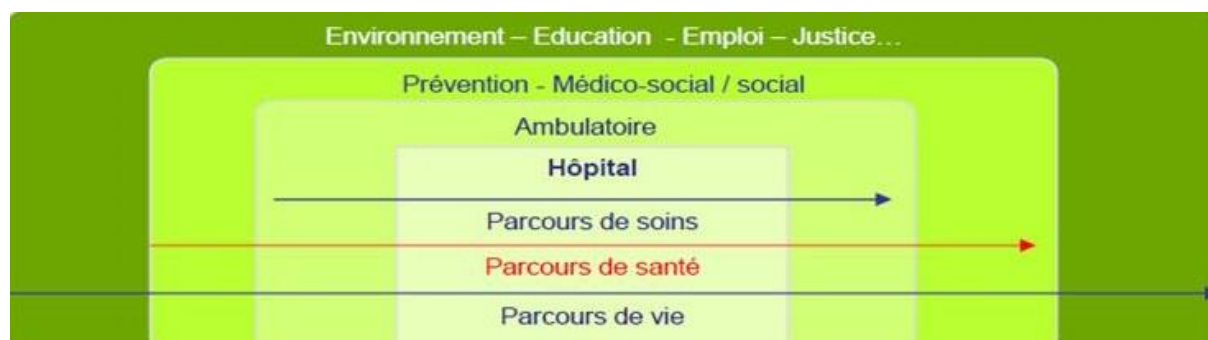 Environnement – Education - Emploi – Justice...
Prévention - Médico-social / social
Ambulatoire
Hôpital
Parcours de soins
Parcours de santé
Parcours de vie